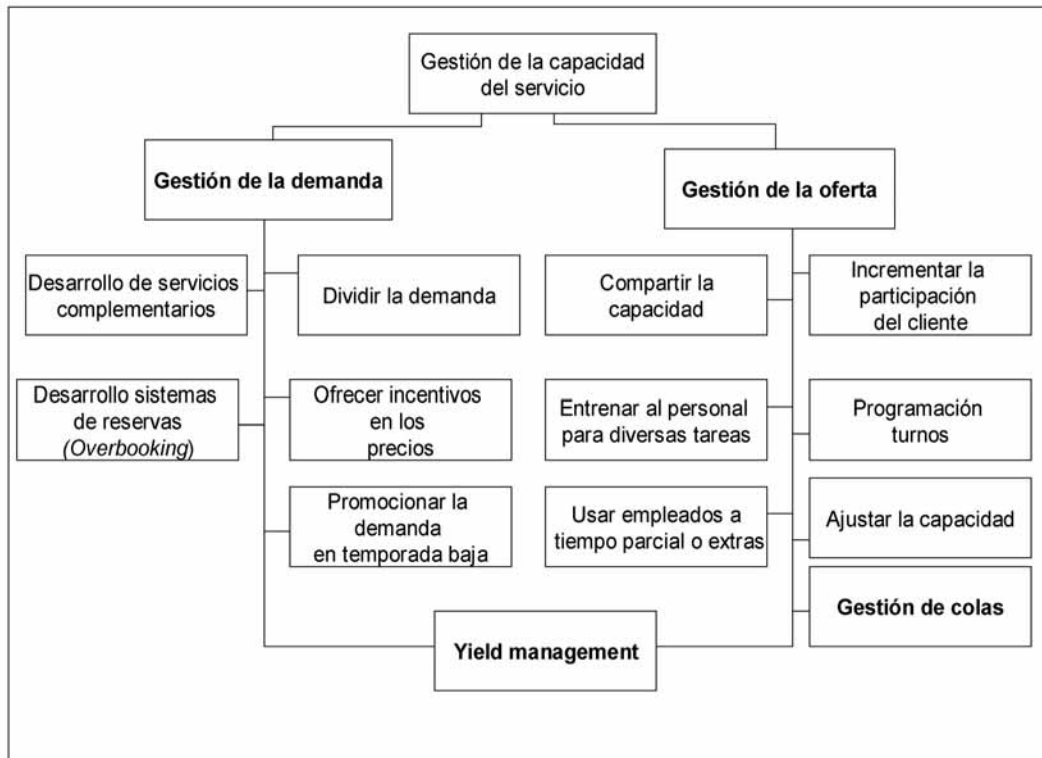 Gestión de la capacidad
del servicio
Gestión de la demanda
Gestión de la oferta
Desarrollo de servicios
complementarios
Dividir la demanda
Compartir la
capacidad
Incrementar la
participación
del cliente
Desarrollo sistemas
de reservas
(Overbooking)
Ofrecer incentivos
en los
precios
Entrenar al personal
para diversas tareas
Programación
turnos
Promocionar la
demanda
en temporada baja
Usar empleados a
tiempo parcial o extras
Ajustar la capacidad
Gestión de colas
Yield management